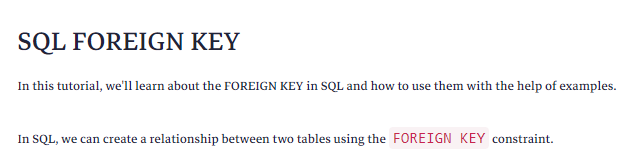 SQL FOREIGN KEY
In this tutorial, we'll learn about the FOREIGN KEY in SQL and how to use them with the help of examples.
In SQL, we can create a relationship between two tables using the FOREIGN KEY constraint.